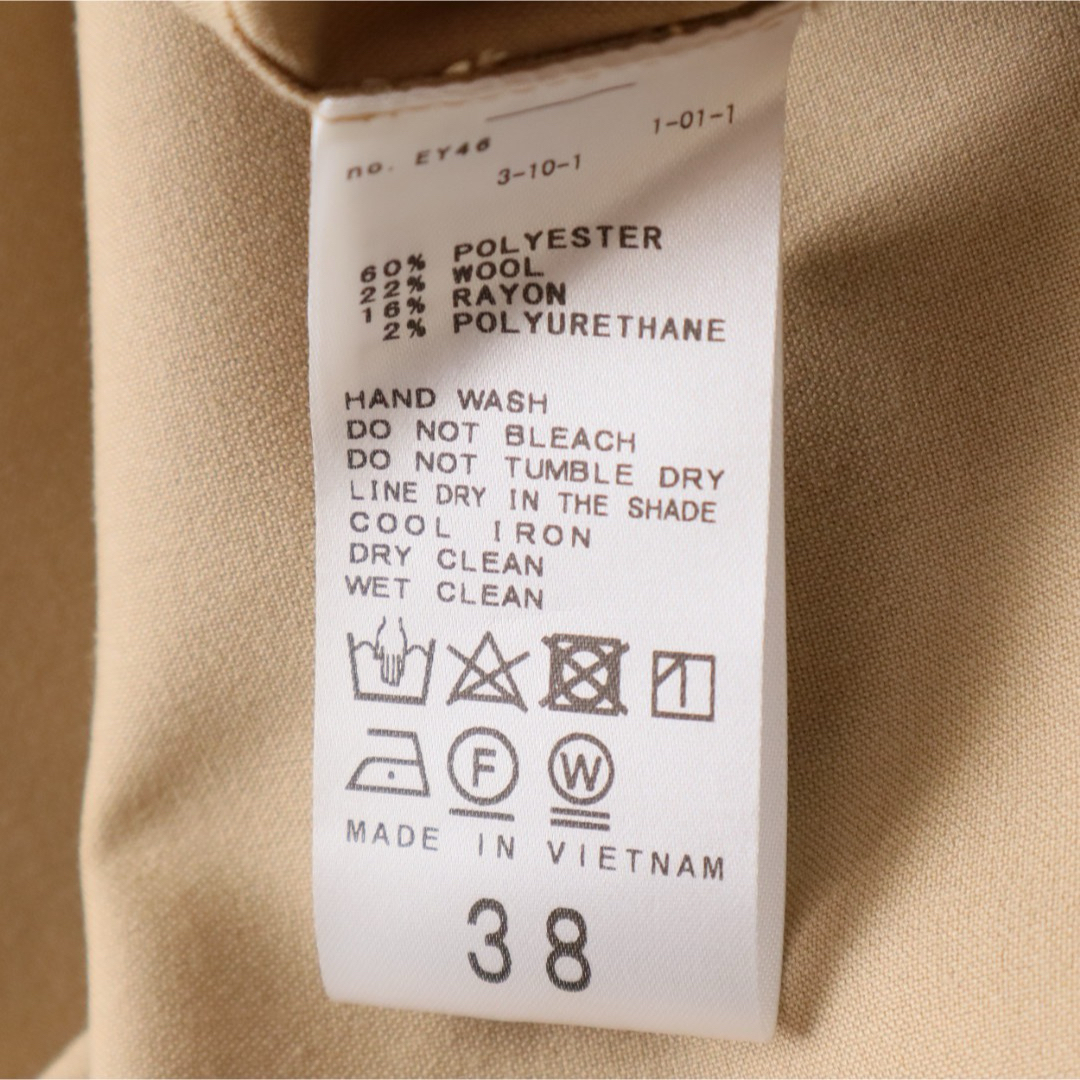 no. EY46
1-01-1
3-10-1
60% POLYESTER
22% WOOL
16% RAYON
2% POLYURETHANE
HAND WASH
DO NOT BLEACH
DO NOT TUMBLE DRY
LINE DRY IN THE SHADE
COOL IRON
DRY CLEAN
WET CLEAN
F W
MADE IN VIETNAM
38